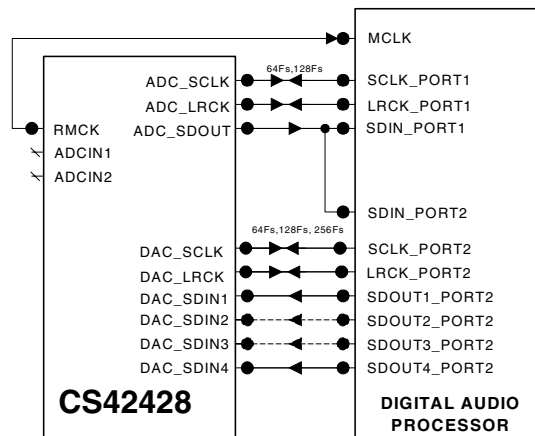 MCLK
64Fs,128Fs
ADC_SCLK
SCLK_PORT1
ADC_LRCK
LRCK_PORT1
RMCK
ADC_SDOUT
SDIN_PORT1
ADCIN1
ADCIN2
SDIN_PORT2
64Fs,128Fs, 256Fs
DAC_SCLK
SCLK_PORT2
DAC_LRCK
LRCK_PORT2
DAC_SDIN1
SDOUT1_PORT2
DAC_SDIN2
SDOUT2_PORT2
DAC_SDIN3
SDOUT3_PORT2
DAC_SDIN4
SDOUT4_PORT2
CS42428
DIGITAL AUDIO
PROCESSOR